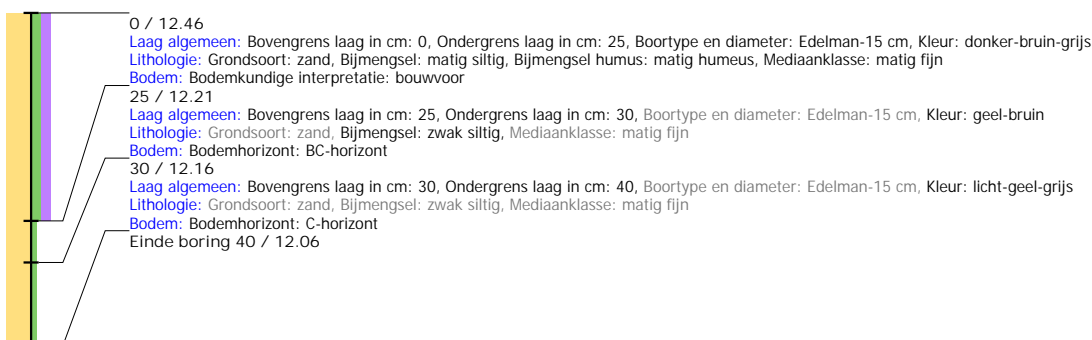 0 / 12.46
Laag algemeen: Bovengrens laag in cm: 0, Ondergrens laag in cm: 25, Boortype en diameter: Edelman-15 cm, Kleur: donker-bruin-grijs
Lithologie: Grondsoort: zand, Bijmengsel: matig siltig, Bijmengsel humus: matig humeus, Mediaanklasse: matig fijn
Bodem: Bodemkundige interpretatie: bouwvoor
25 / 12.21
Laag algemeen: Bovengrens laag in cm: 25, Ondergrens laag in cm: 30, Boortype en diameter: Edelman-15 cm, Kleur: geel-bruin
Lithologie: Grondsoort: zand, Bijmengsel: zwak siltig, Mediaanklasse: matig fijn
Bodem: Bodemhorizont: BC-horizont
30 / 12.16
Laag algemeen: Bovengrens laag in cm: 30, Ondergrens laag in cm: 40, Boortype en diameter: Edelman-15 cm, Kleur: licht-geel-grijs
Lithologie: Grondsoort: zand, Bijmengsel: zwak siltig, Mediaanklasse: matig fijn
Bodem: Bodemhorizont: C-horizont
Einde boring 40 / 12.06